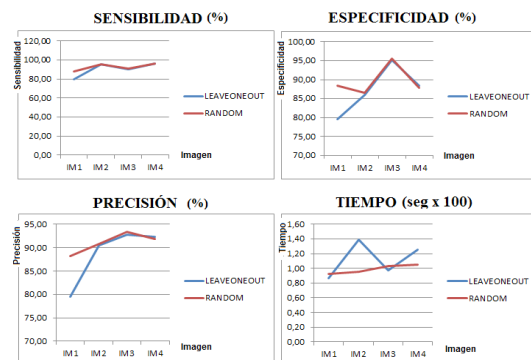 SENSIBILIDAD (%)
Sensibilidad
120,00
100,00
80,00
60,00
40,00
20,00
0,00
IM1 IM2 IM3 IM4
Imagen
LEAVEONEOUT
RANDOM
ESPECIFICIDAD (%)
Especificidad
100,00
95,00
90,00
85,00
80,00
75,00
70,00
IM1 IM2 IM3 IM4
Imagen
LEAVEONEOUT
RANDOM
PRECISIÓN (%)
Precisión
95,00
90,00
85,00
80,00
75,00
70,00
IM1 IM2 IM3 IM4
Imagen
LEAVEONEOUT
RANDOM
TIEMPO (seg x 100)
Tiempo
1,60
1,40
1,20
1,00
0,80
0,60
0,40
0,20
0,00
IM1 IM2 IM3 IM4
Imagen
LEAVEONEOUT
RANDOM